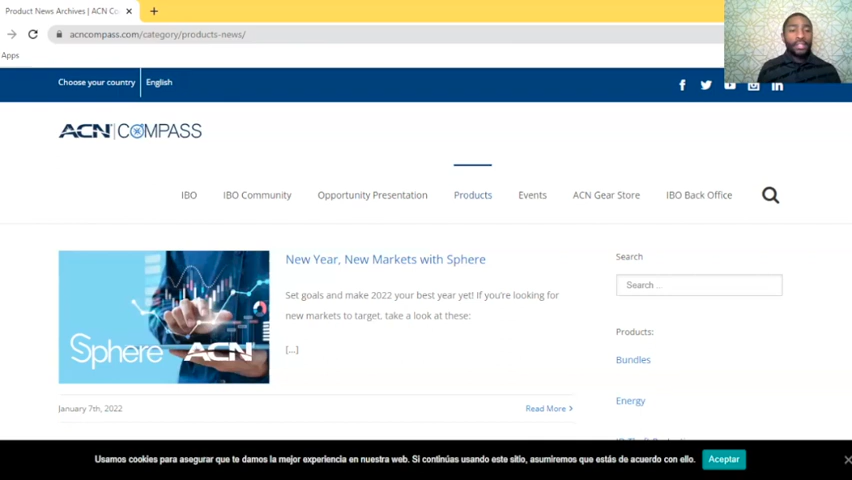 Product News Archives | ACN Co
acncompass.com/category/products-news/
Apps
Choose your country
English
ACN COMPASS
IBO
IBO Community
Opportunity Presentation
Products
Events
ACN Gear Store
IBO Back Office
New Year, New Markets with Sphere
Set goals and make 2022 your best year yet! If you're looking for
new markets to target, take a look at these:
[...]
Sphere ACN
January 7th, 2022
Read More >
Search
Search ...
Products:
Bundles
Energy
Usamos cookies para asegurar que te damos la mejor experiencia en nuestra web. Si continúas usando este sitio, asumiremos que estás de acuerdo con ello.
Aceptar